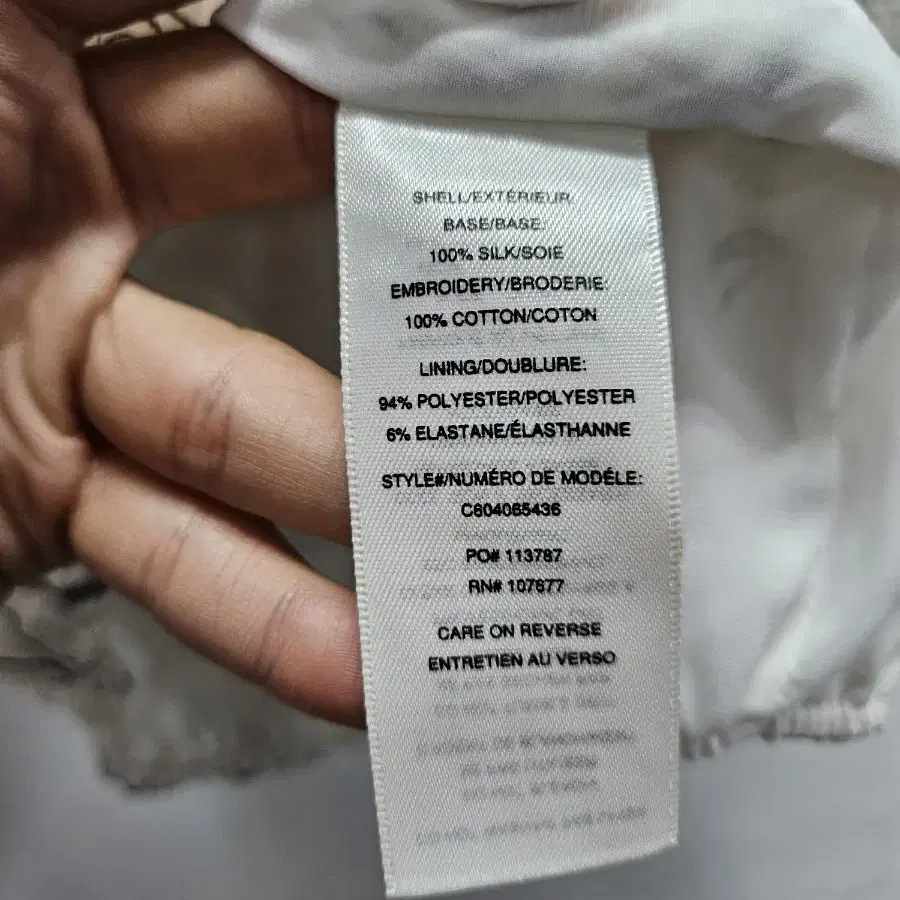 SHELL/EXTÉRIEUR:
BASE/BASE:
100% SILK/SOIE
EMBROIDERY/BRODERIE:
100% COTTON/COTON
LINING/DOUBLURE:
94% POLYESTER/POLYESTER
6% ELASTANE/ÉLASTHANNE
STYLE#/NUMÉRO DE MODÉLE:
C604065436
PO# 113787
RN# 107677
CARE ON REVERSE
ENTRETIEN AU VERSO